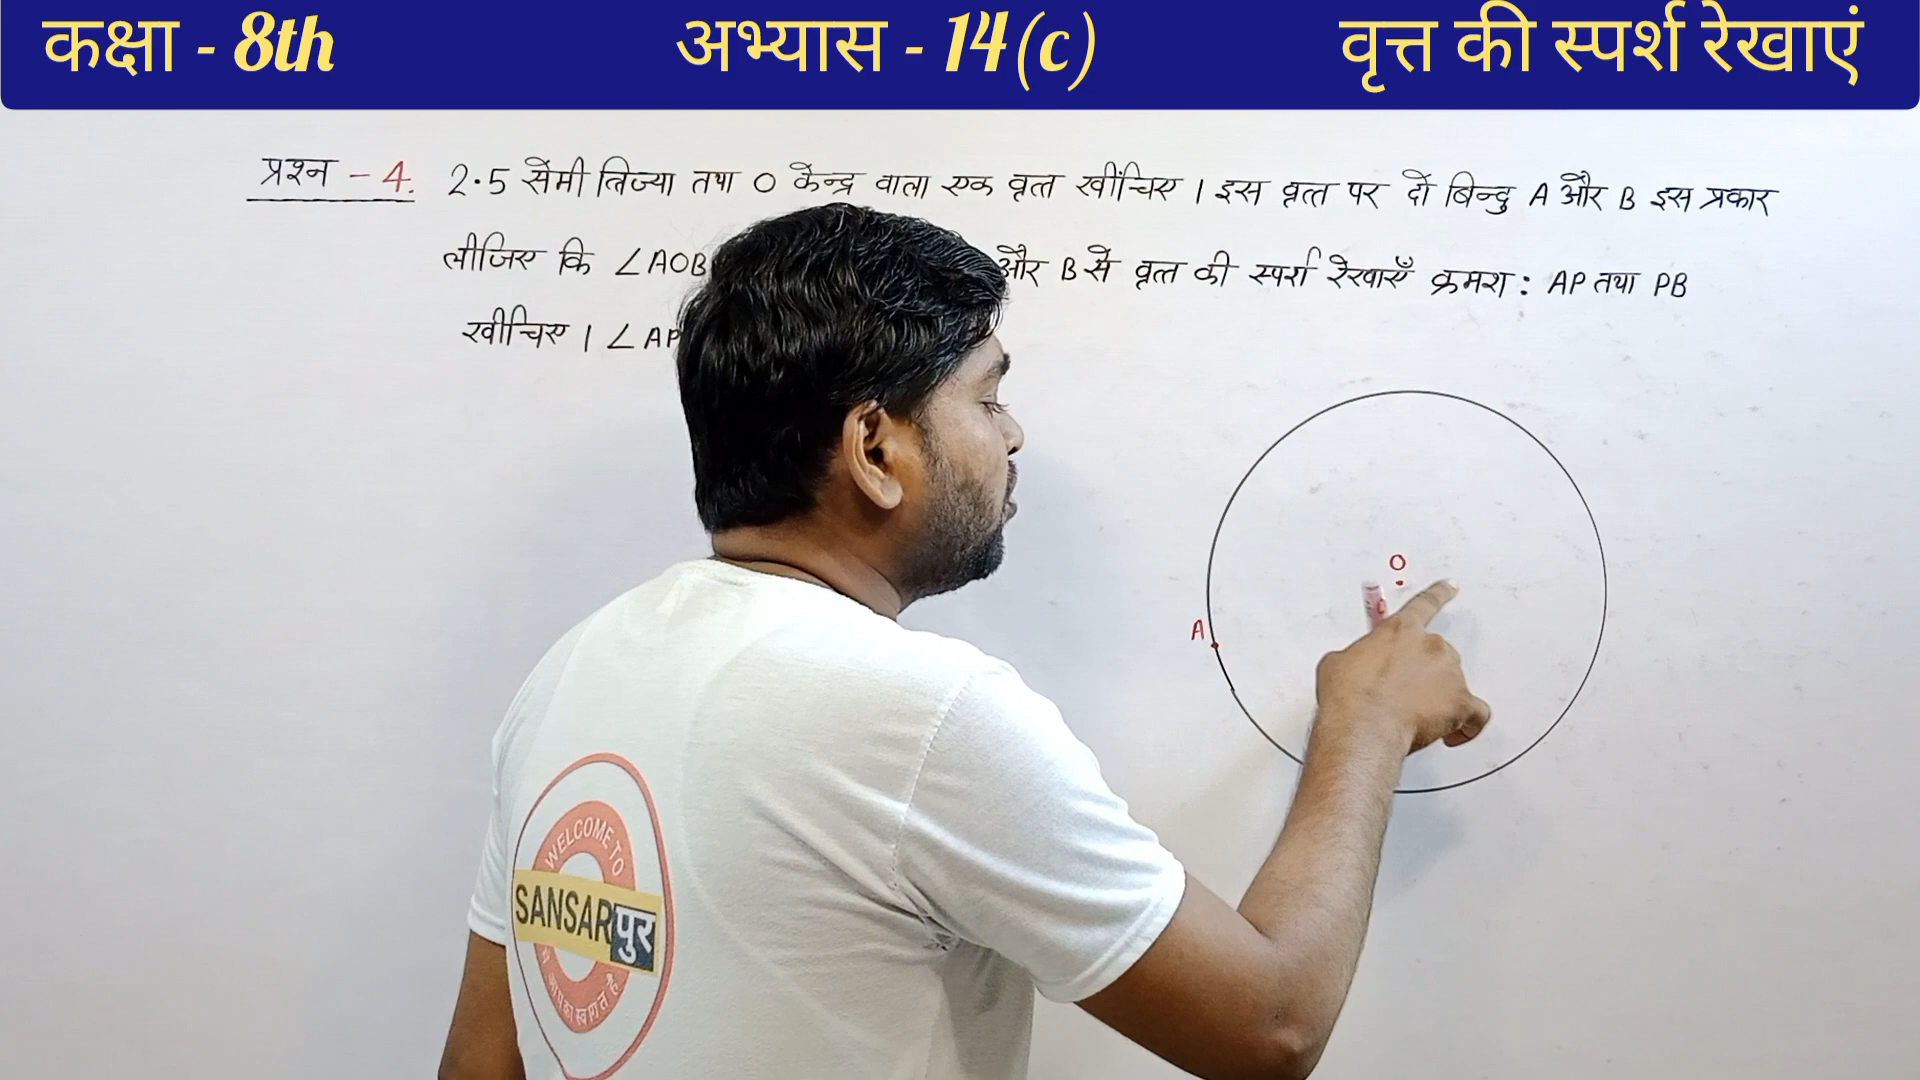 कक्षा - 8th अभ्यास - 14(c) वृत्त की स्पर्श रेखाएं
प्रश्न - 4. 2.5 सेमी त्रिज्या तथा O केन्द्र वाला एक वृत्त खींचिए । इस वृत्त पर दो बिन्दु A और B इस प्रकार
लीजिए कि ∠AOB और B से वृत्त की स्पर्श रेखाएँ क्रमश: AP तथा PB
खींचिए । ∠AP
O
A
WELCOME TO
SANSARपुर